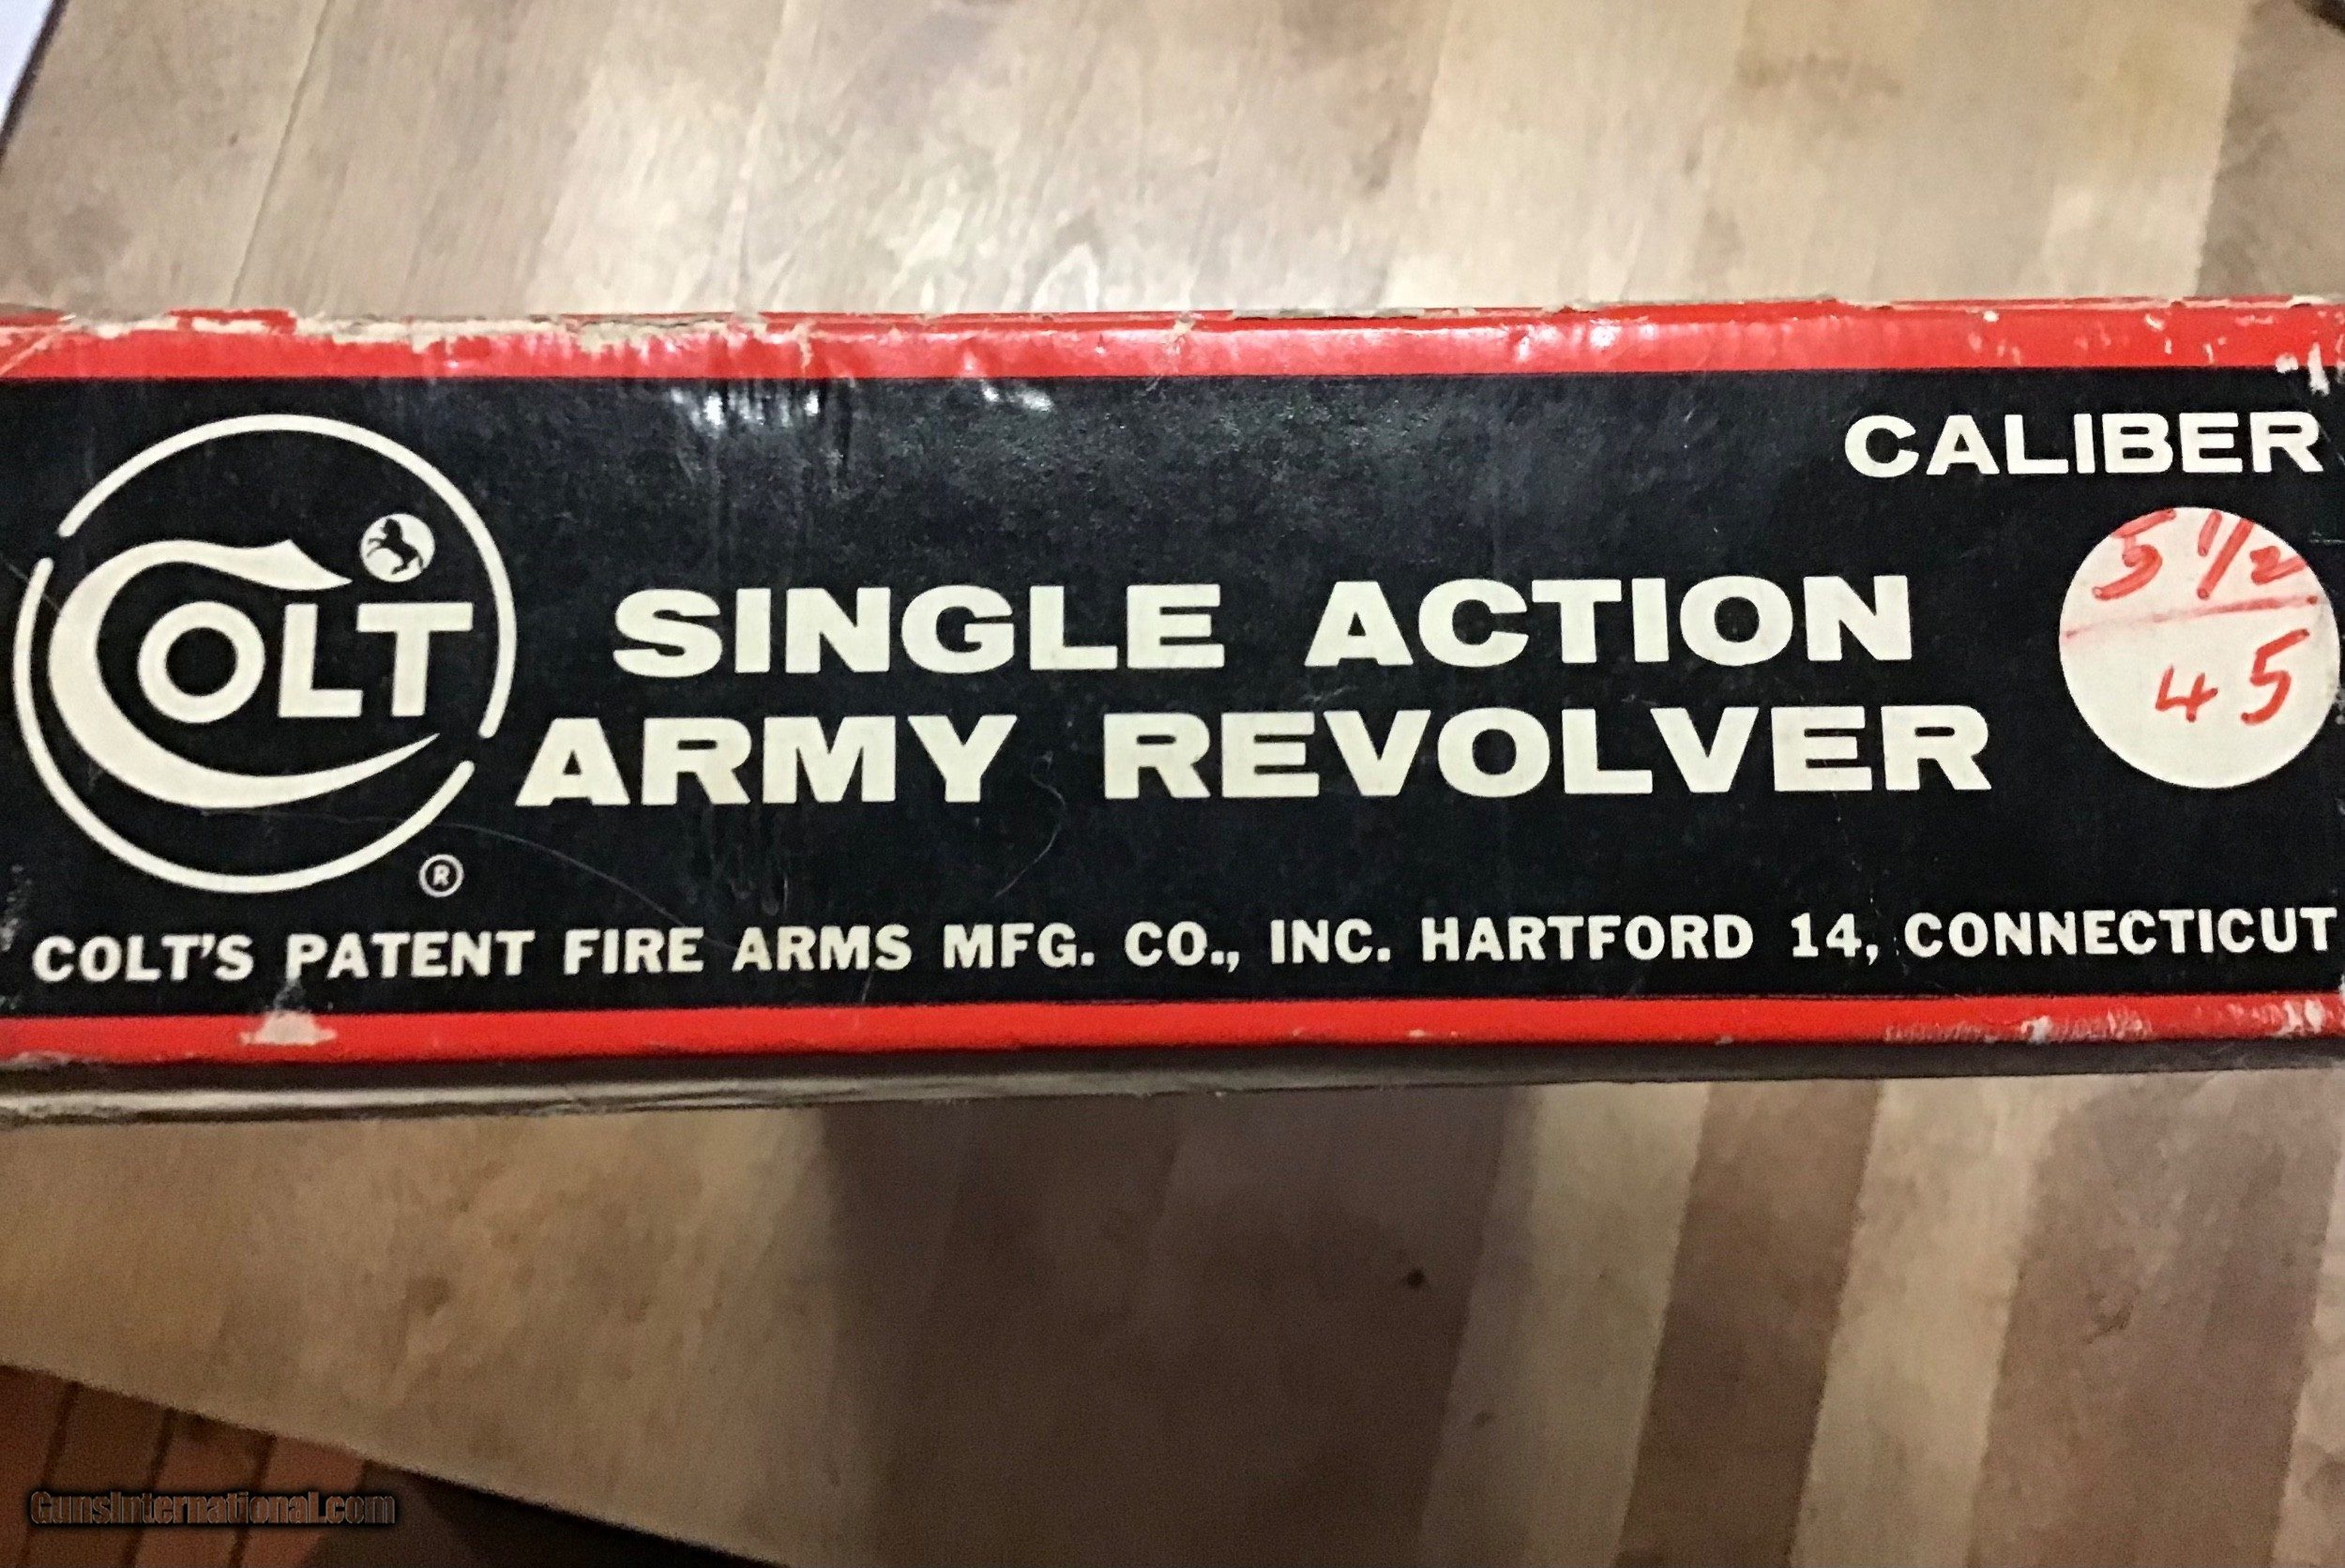 CALIBER
5 1/2
45
COLT
SINGLE ACTION
ARMY REVOLVER
®
COLT'S PATENT FIRE ARMS MFG. CO., INC. HARTFORD 14, CONNECTICUT
GunsInternational.com